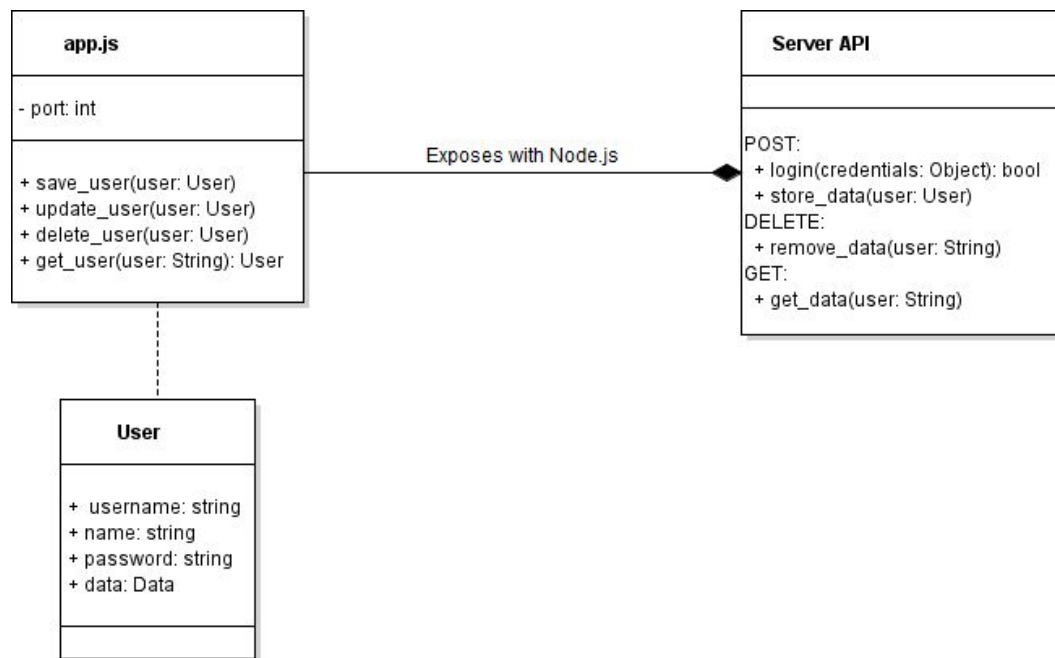 app.js
- port: int
+ save_user(user: User)
+ update_user(user: User)
+ delete_user(user: User)
+ get_user(user: String): User
Exposes with Node.js
Server API
POST:
+ login(credentials: Object): bool
+ store_data(user: User)
DELETE:
+ remove_data(user: String)
GET:
+ get_data(user: String)
User
+ username: string
+ name: string
+ password: string
+ data: Data